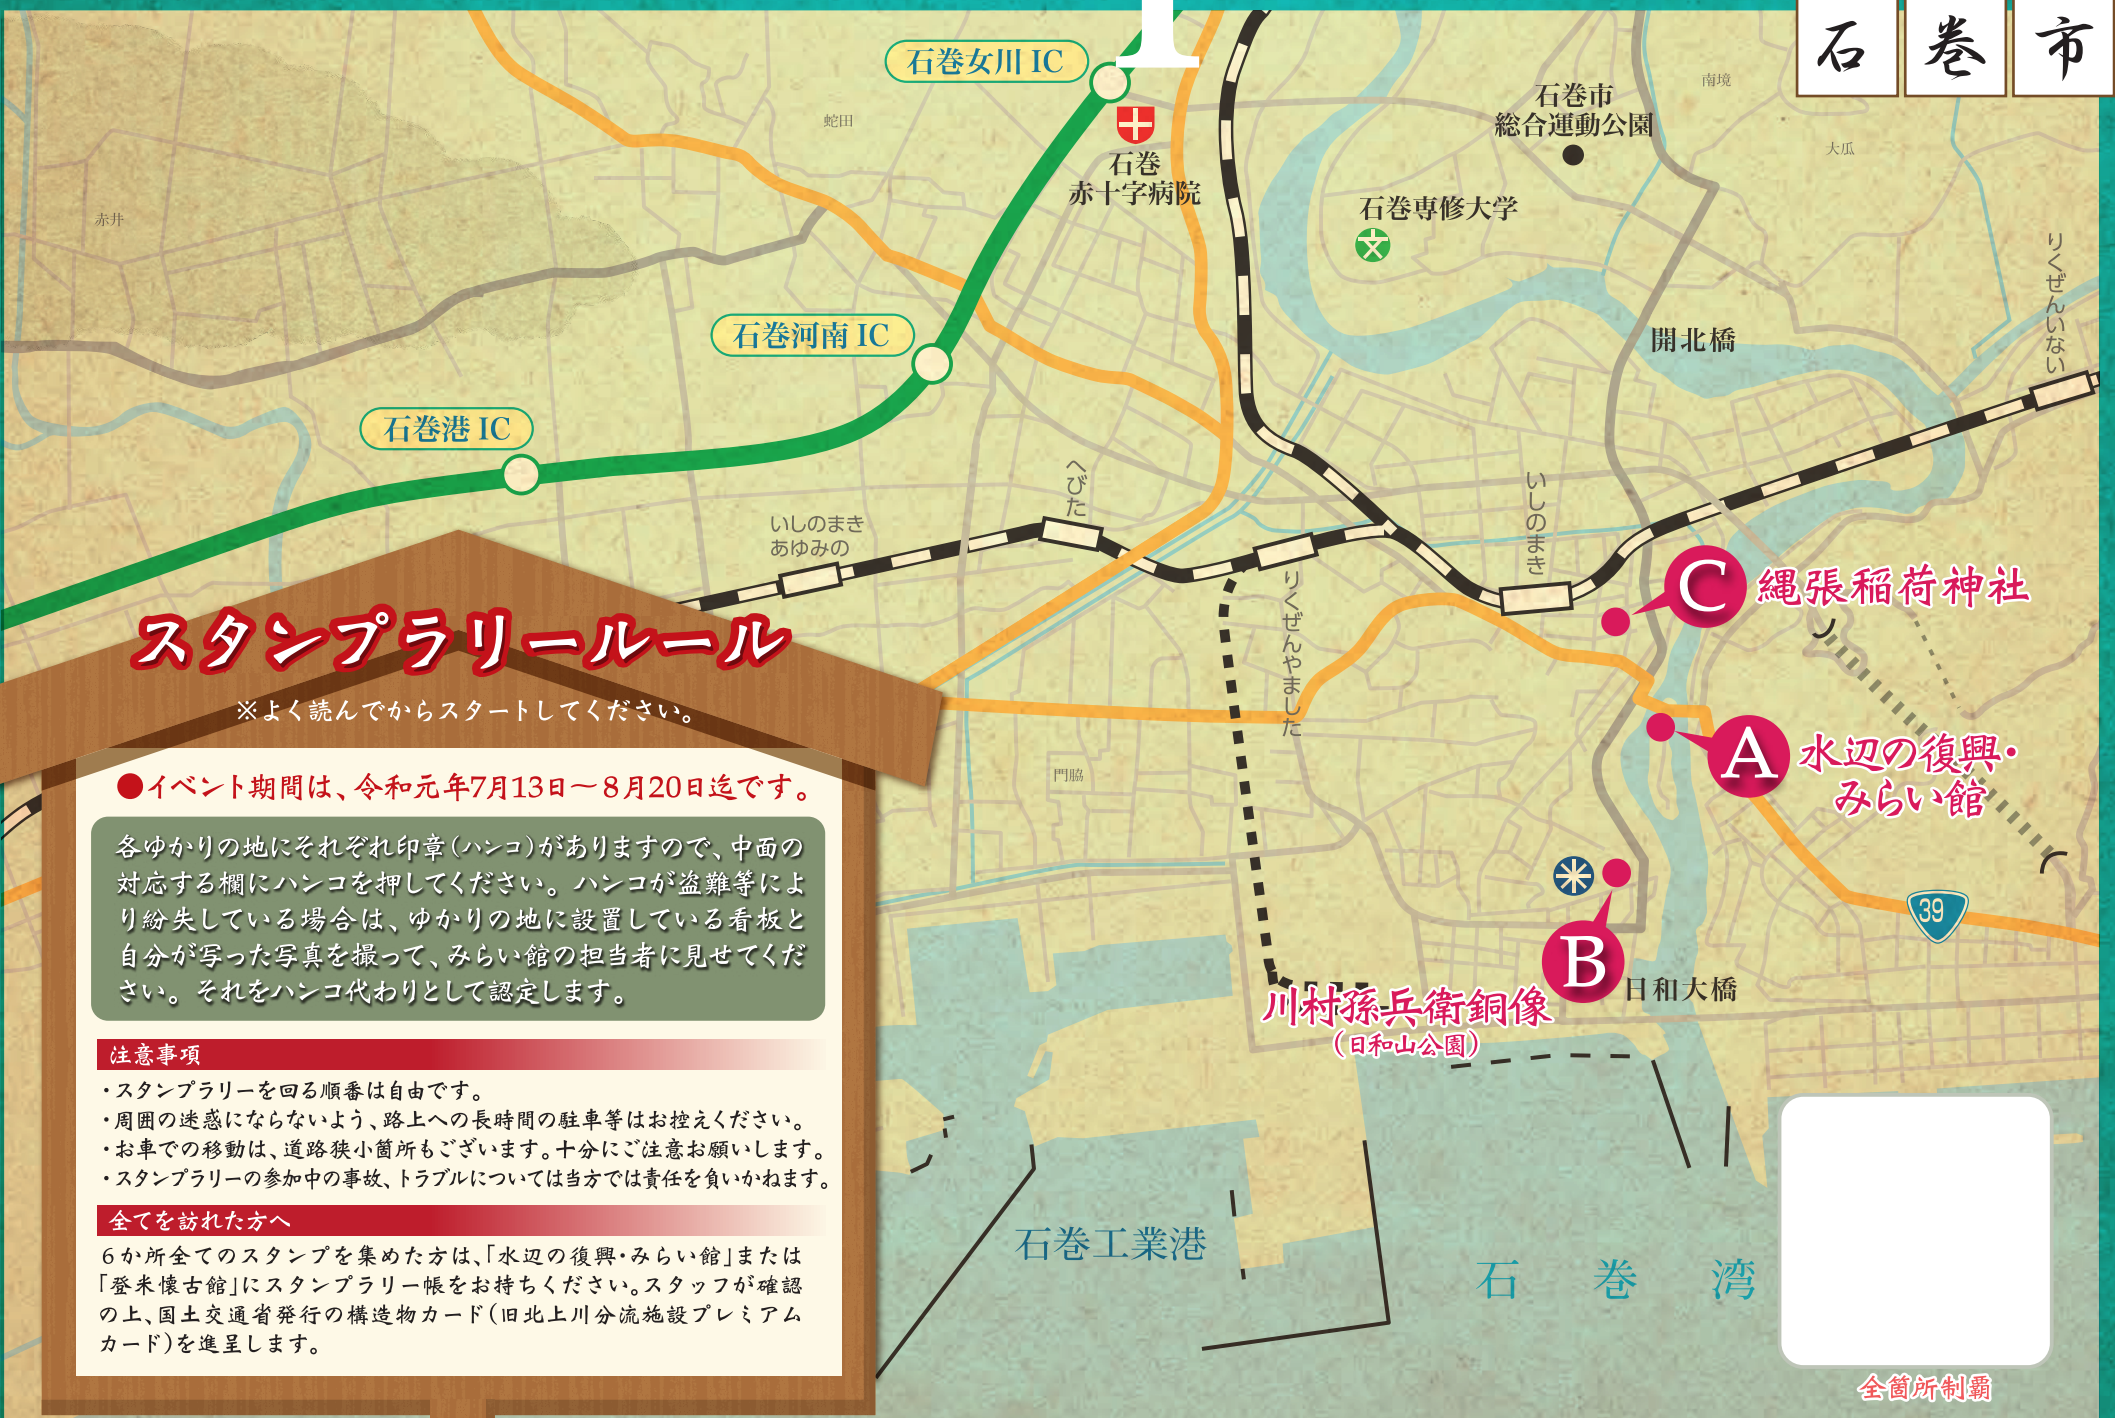 石巻市
石巻女川 IC
石巻
赤十字病院
蛇田
赤井
石巻市
総合運動公園
南境
大瓜
石巻専修大学
りくぜんいない
石巻河南 IC
開北橋
石巻港 IC
へびた
いしのまき
いしのまき
あゆみの
りくぜんやました
C
縄張稲荷神社
A
水辺の復興・
みらい館
門脇
39
B
日和大橋
川村孫兵衛銅像
(日和山公園)
石巻工業港
石巻湾
全箇所制覇
スタンプラリールール
※よく読んでからスタートしてください。
●イベント期間は、令和元年7月13日～8月20日迄です。
各ゆかりの地にそれぞれ印章(ハンコ)がありますので、中面の
対応する欄にハンコを押してください。ハンコが盗難等によ
り紛失している場合は、ゆかりの地に設置している看板と
自分が写った写真を撮って、みらい館の担当者に見せてくだ
さい。それをハンコ代わりとして認定します。
注意事項
・スタンプラリーを回る順番は自由です。
・周囲の迷惑にならないよう、路上への長時間の駐車等はお控えください。
・お車での移動は、道路狭小箇所もございます。十分にご注意お願いします。
・スタンプラリーの参加中の事故、トラブルについては当方では責任を負いかねます。
全てを訪れた方へ
６か所全てのスタンプを集めた方は、「水辺の復興・みらい館」または
「登米懐古館」にスタンプラリー帳をお持ちください。スタッフが確認
の上、国土交通省発行の構造物カード(旧北上川分流施設プレミアム
カード)を進呈します。